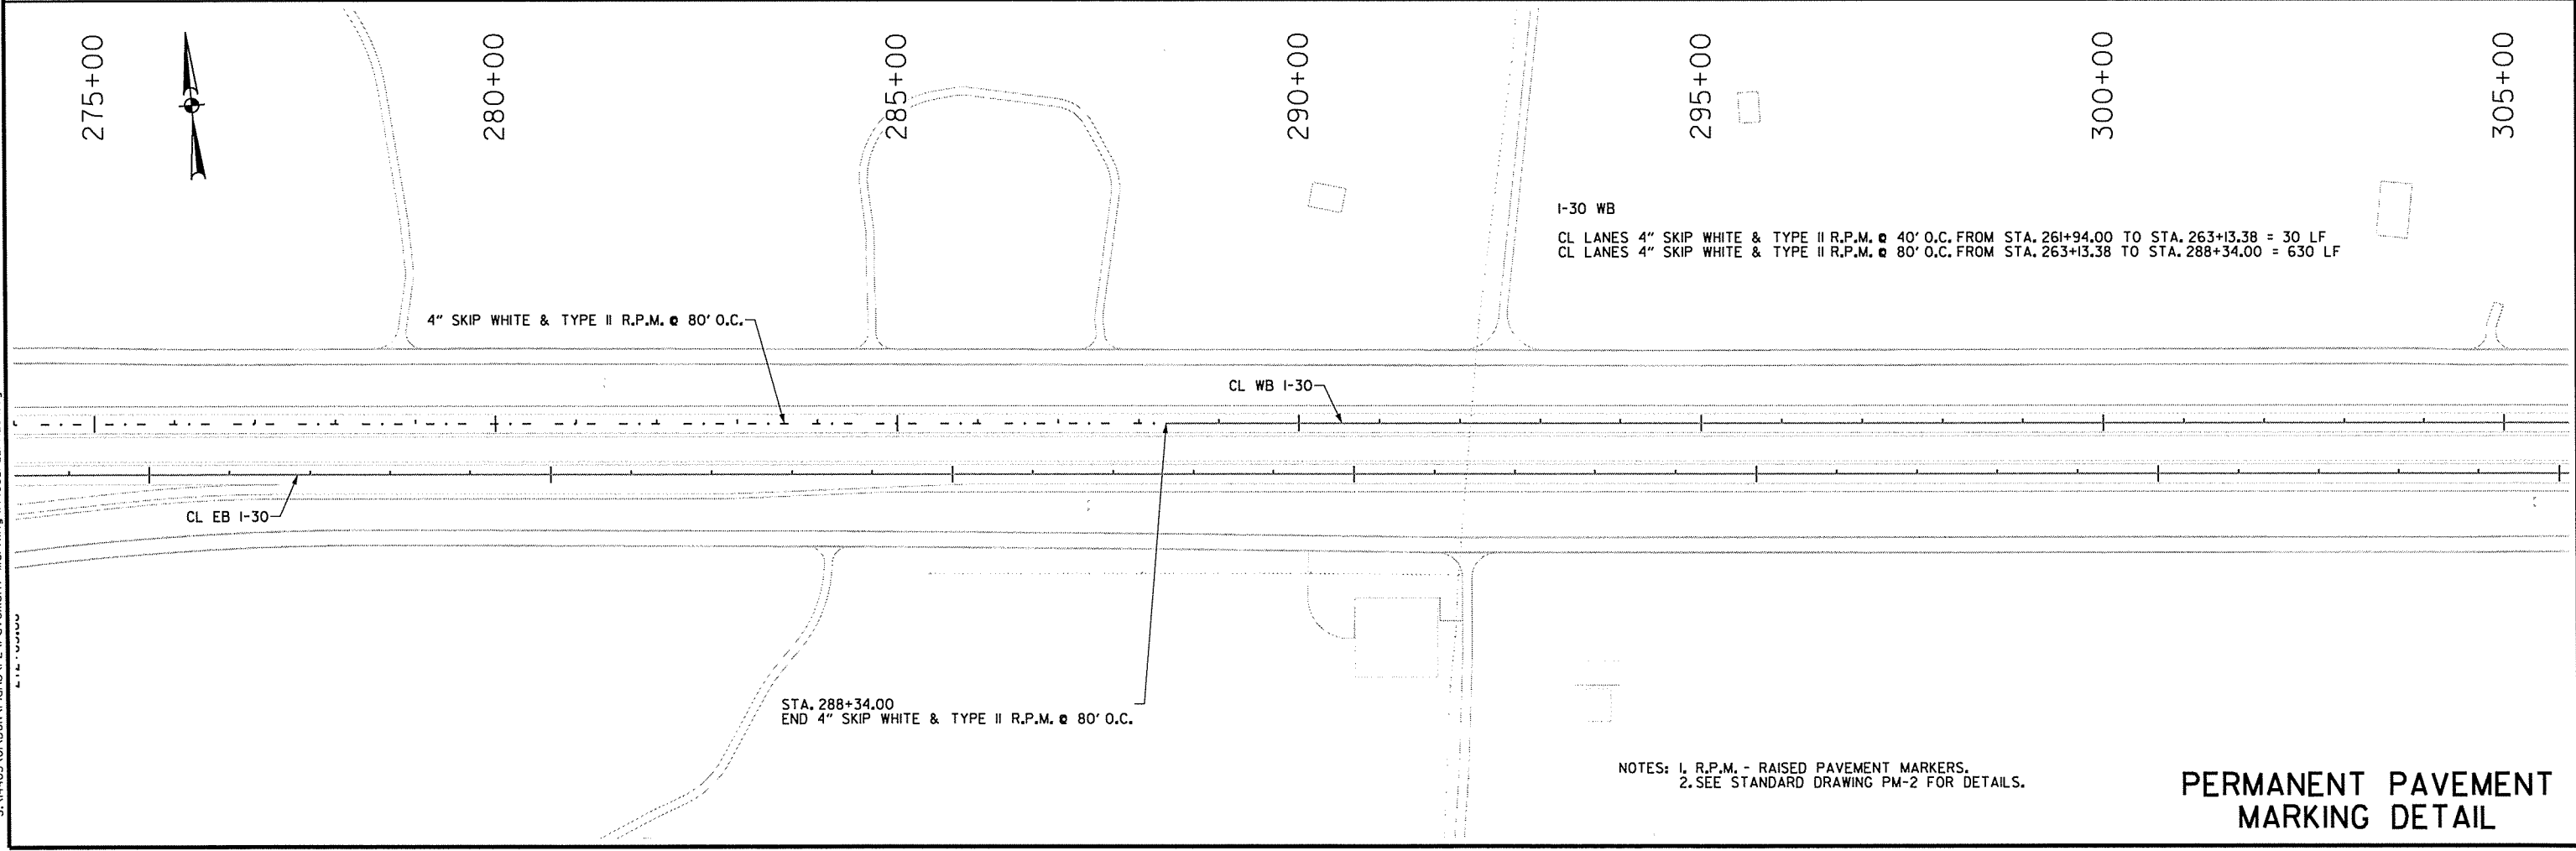 275+00
280+00
285+00
290+00
295+00
300+00
305+00
I-30 WB
CL LANES 4" SKIP WHITE & TYPE II R.P.M. @ 40' O.C. FROM STA. 261+94.00 TO STA. 263+13.38 = 30 LF
CL LANES 4" SKIP WHITE & TYPE II R.P.M. @ 80' O.C. FROM STA. 263+13.38 TO STA. 288+34.00 = 630 LF
4" SKIP WHITE & TYPE II R.P.M. @ 80' O.C.
CL WB I-30
CL EB I-30
STA. 288+34.00
END 4" SKIP WHITE & TYPE II R.P.M. @ 80' O.C.
NOTES: 1. R.P.M. - RAISED PAVEMENT MARKERS.
2. SEE STANDARD DRAWING PM-2 FOR DETAILS.
PERMANENT PAVEMENT
MARKING DETAIL